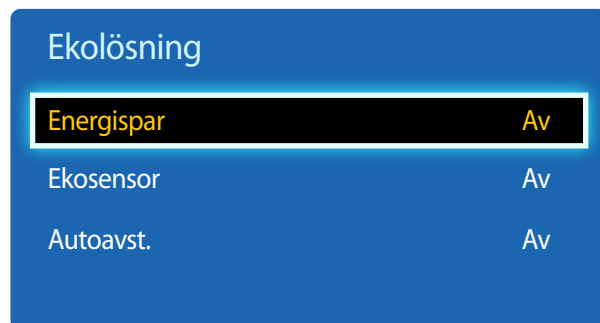 Ekolösning
Energispar Av
Ekosensor Av
Autoavst. Av